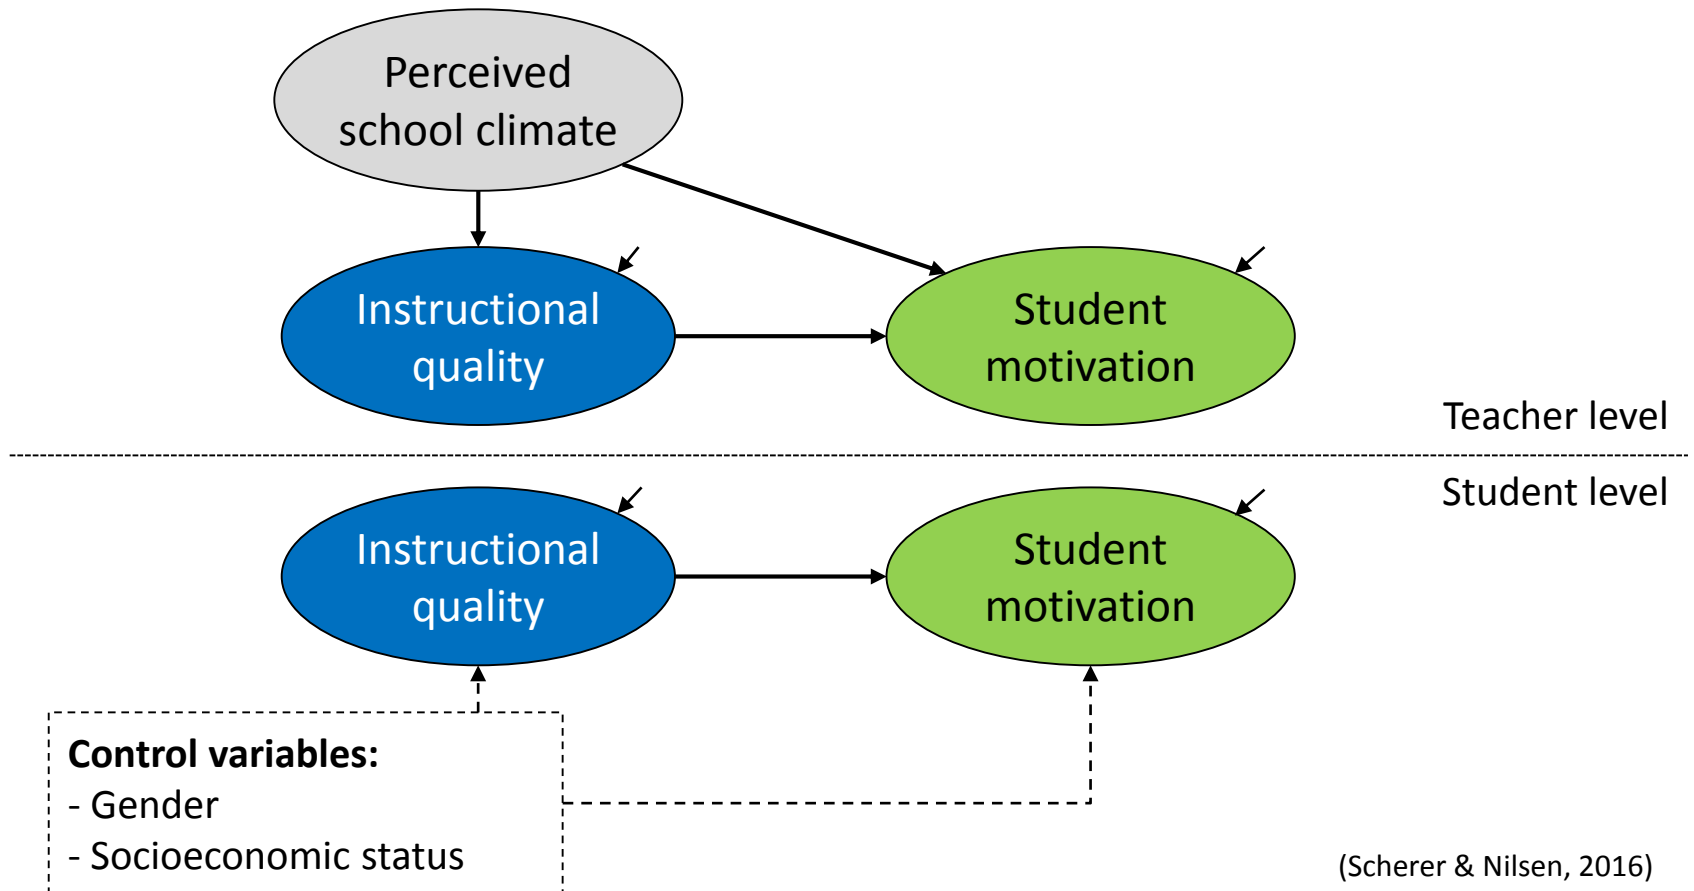 Perceived
school climate
Instructional
quality
Student
motivation
Teacher level
Student level
Instructional
quality
Student
motivation
Control variables:
- Gender
- Socioeconomic status
(Scherer & Nilsen, 2016)